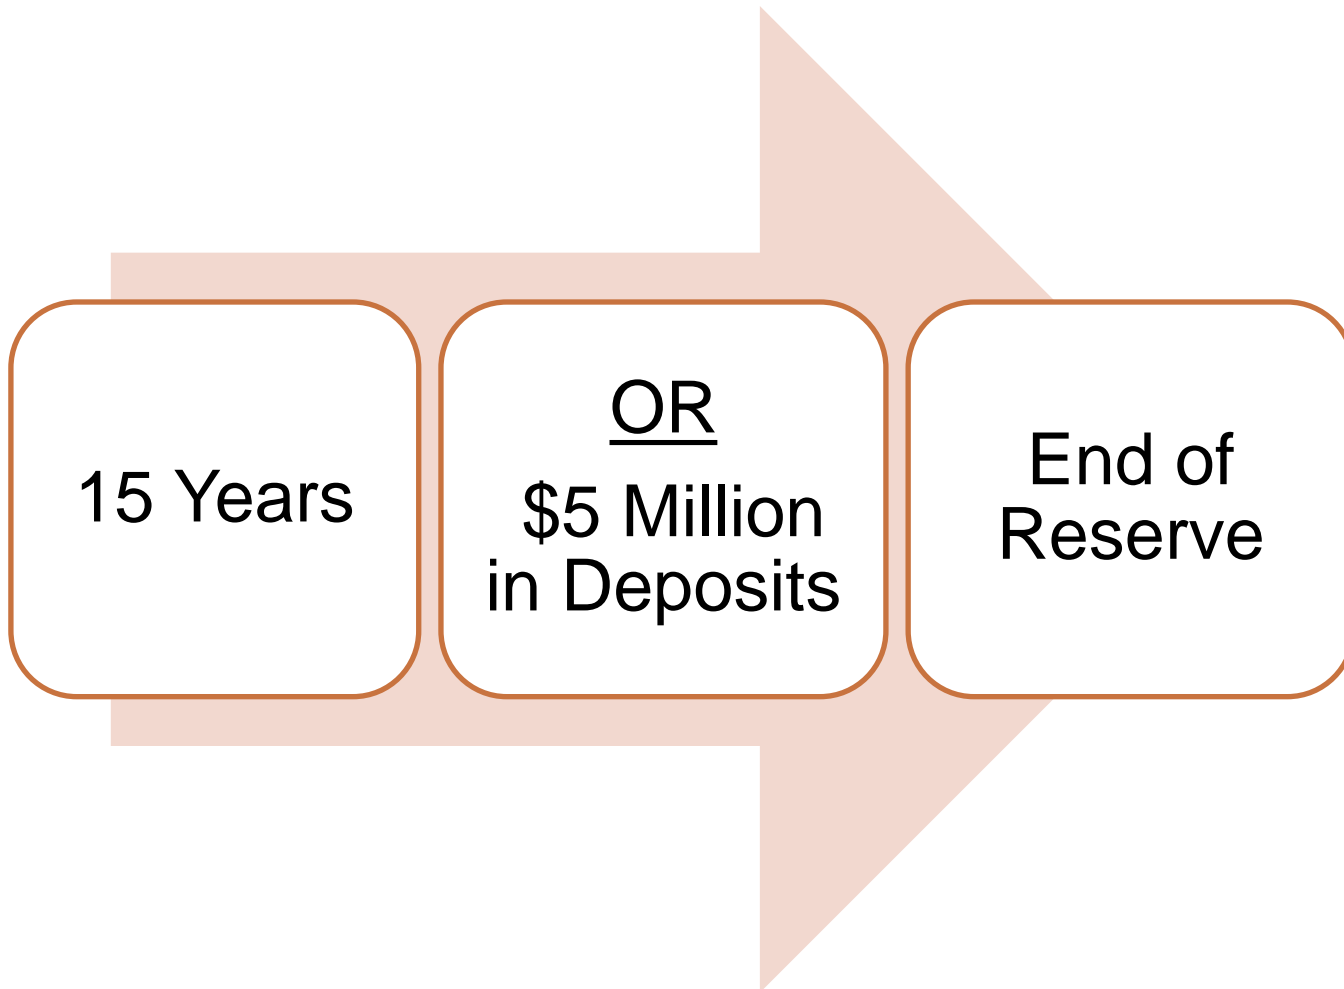 15 Years
OR
$5 Million
in Deposits
End of
Reserve